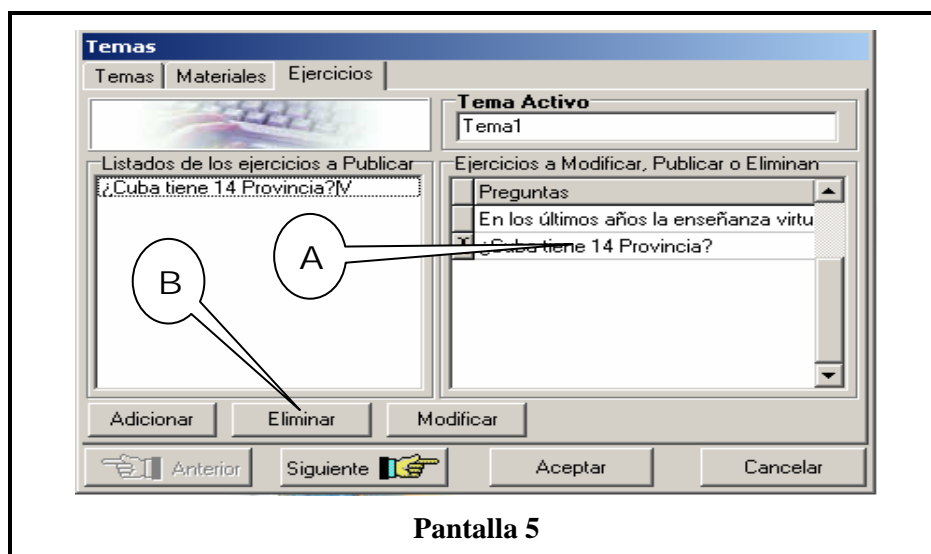 Temas
Temas Materiales Ejercicios
Tema Activo
Tema1
Listados de los ejercicios a Publicar
¿Cuba tiene 14 Provincia?|V
Ejercicios a Modificar, Publicar o Eliminan
Preguntas
En los últimos años la enseñanza virtu
¿Cuba tiene 14 Provincia?
A
B
Adicionar Eliminar Modificar
Anterior Siguiente Aceptar Cancelar
Pantalla 5